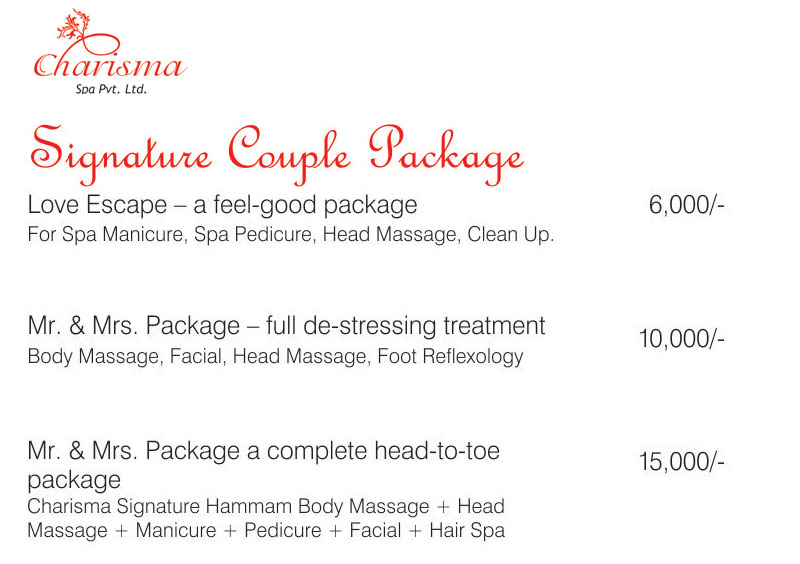 Charisma
Spa Pvt. Ltd.
Signature Couple Package
Love Escape – a feel-good package 6,000/-
For Spa Manicure, Spa Pedicure, Head Massage, Clean Up.
Mr. & Mrs. Package – full de-stressing treatment 10,000/-
Body Massage, Facial, Head Massage, Foot Reflexology
Mr. & Mrs. Package a complete head-to-toe 15,000/-
package
Charisma Signature Hammam Body Massage + Head
Massage + Manicure + Pedicure + Facial + Hair Spa